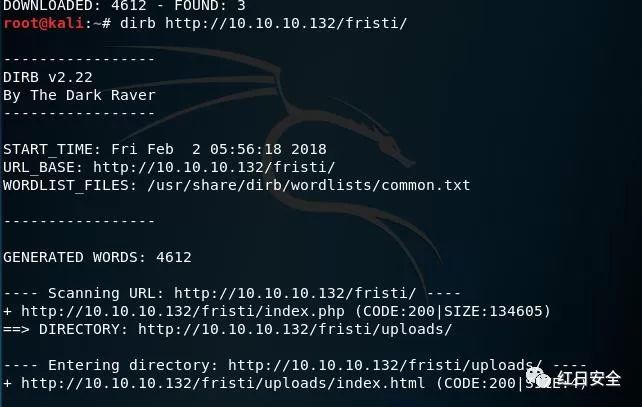 DOWNLOADED: 4612 - FOUND: 3
root@kali:~# dirb http://10.10.10.132/fristi/
-----------------
DIRB v2.22
By The Dark Raver
-----------------
START_TIME: Fri Feb  2 05:56:18 2018
URL_BASE: http://10.10.10.132/fristi/
WORDLIST_FILES: /usr/share/dirb/wordlists/common.txt
-----------------
GENERATED WORDS: 4612
---- Scanning URL: http://10.10.10.132/fristi/ ----
+ http://10.10.10.132/fristi/index.php (CODE:200|SIZE:134605)
==> DIRECTORY: http://10.10.10.132/fristi/uploads/
---- Entering directory: http://10.10.10.132/fristi/uploads/ ----
+ http://10.10.10.132/fristi/uploads/index.html (CODE:200|SIZE:4)
红日安全